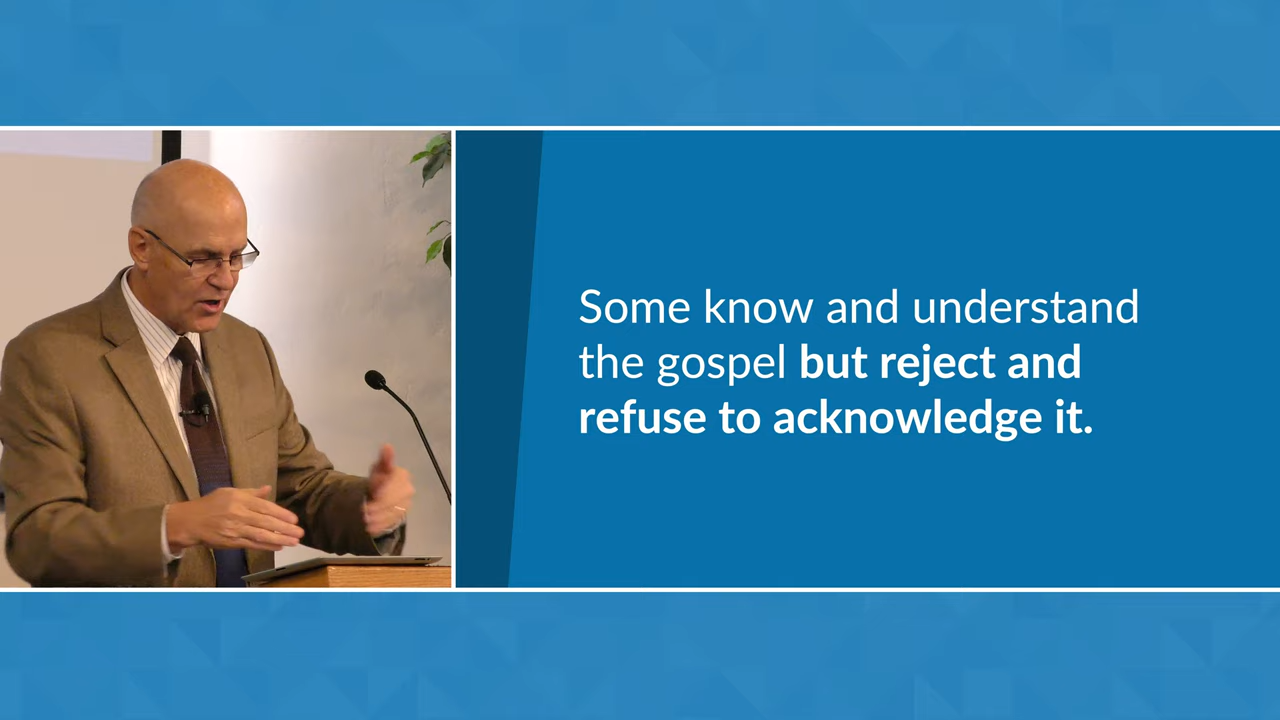 Some know and understand
the gospel but reject and
refuse to acknowledge it.